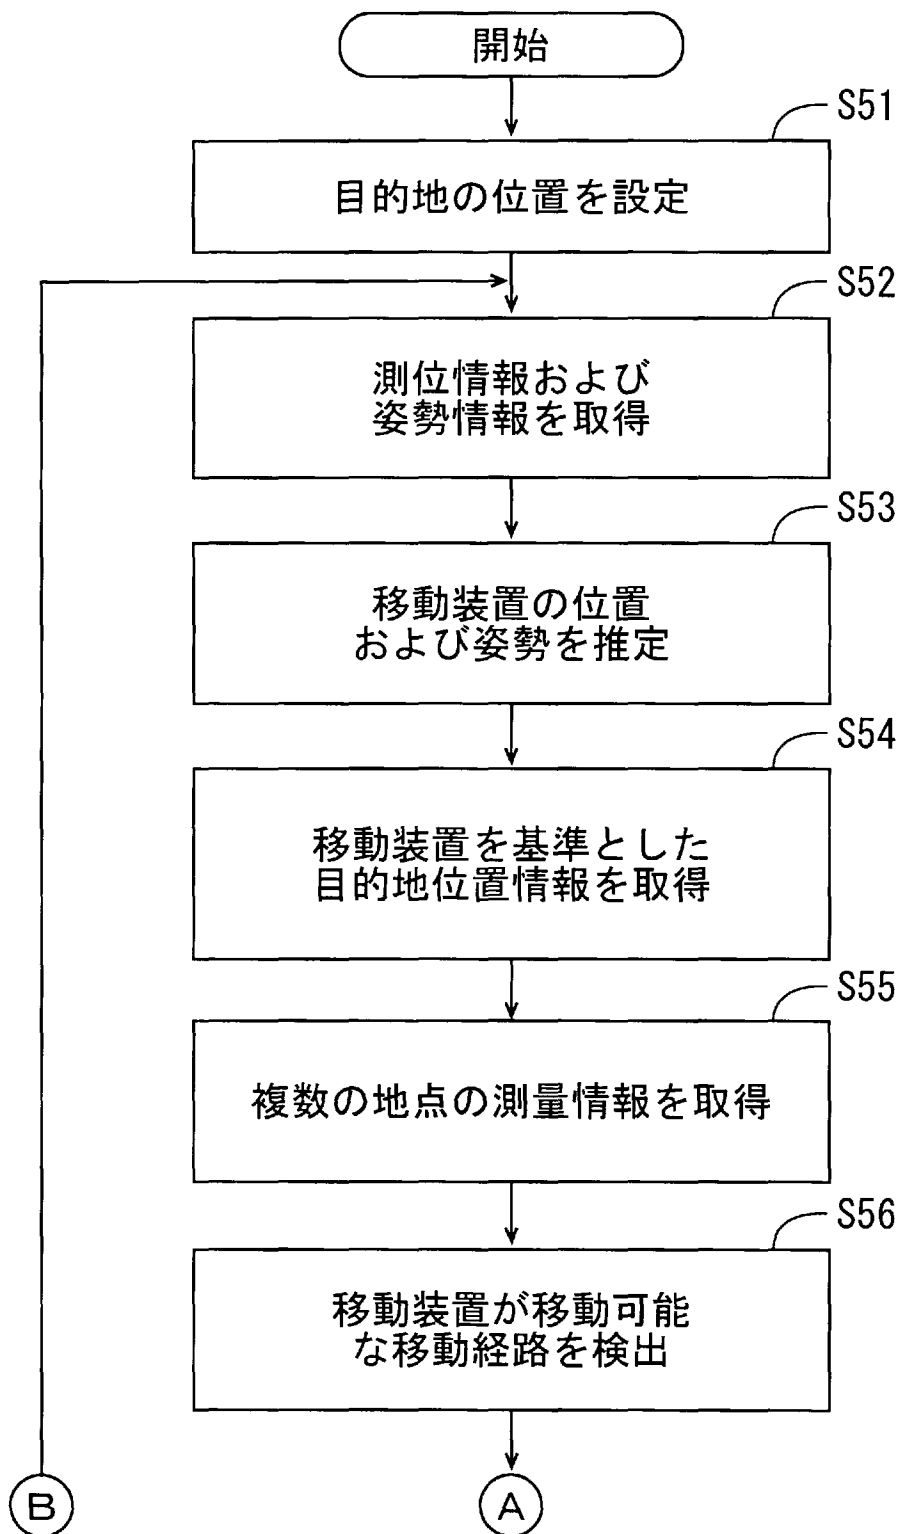 開始
S51
目的地の位置を設定
S52
測位情報および
姿勢情報を取得
S53
移動装置の位置
および姿勢を推定
S54
移動装置を基準とした
目的地位置情報を取得
S55
複数の地点の測量情報を取得
S56
移動装置が移動可能
な移動経路を検出
B
A